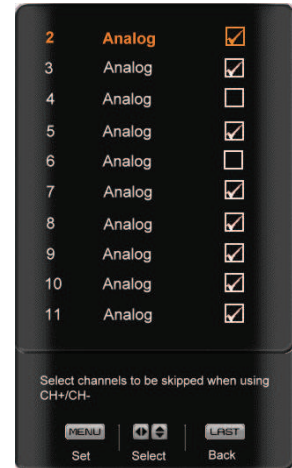 2 Analog
3 Analog
4 Analog
5 Analog
6 Analog
7 Analog
8 Analog
9 Analog
10 Analog
11 Analog
Select channels to be skipped when using
CH+/CH-
MENU LAST
Set Select Back